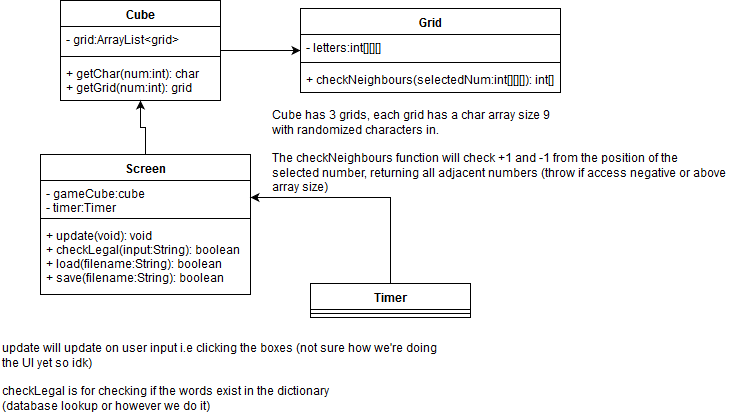 Cube
- grid:ArrayList<grid>
+ getChar(num:int): char
+ getGrid(num:int): grid
Grid
- letters:int[][][]
+ checkNeighbours(selectedNum:int[][][]): int[]
Cube has 3 grids, each grid has a char array size 9
with randomized characters in.
The checkNeighbours function will check +1 and -1 from the position of the
selected number, returning all adjacent numbers (throw if access negative or above
array size)
Screen
- gameCube:cube
- timer:Timer
+ update(void): void
+ checkLegal(input:String): boolean
+ load(filename:String): boolean
+ save(filename:String): boolean
Timer
update will update on user input i.e clicking the boxes (not sure how we're doing
the UI yet so idk)
checkLegal is for checking if the words exist in the dictionary
(database lookup or however we do it)